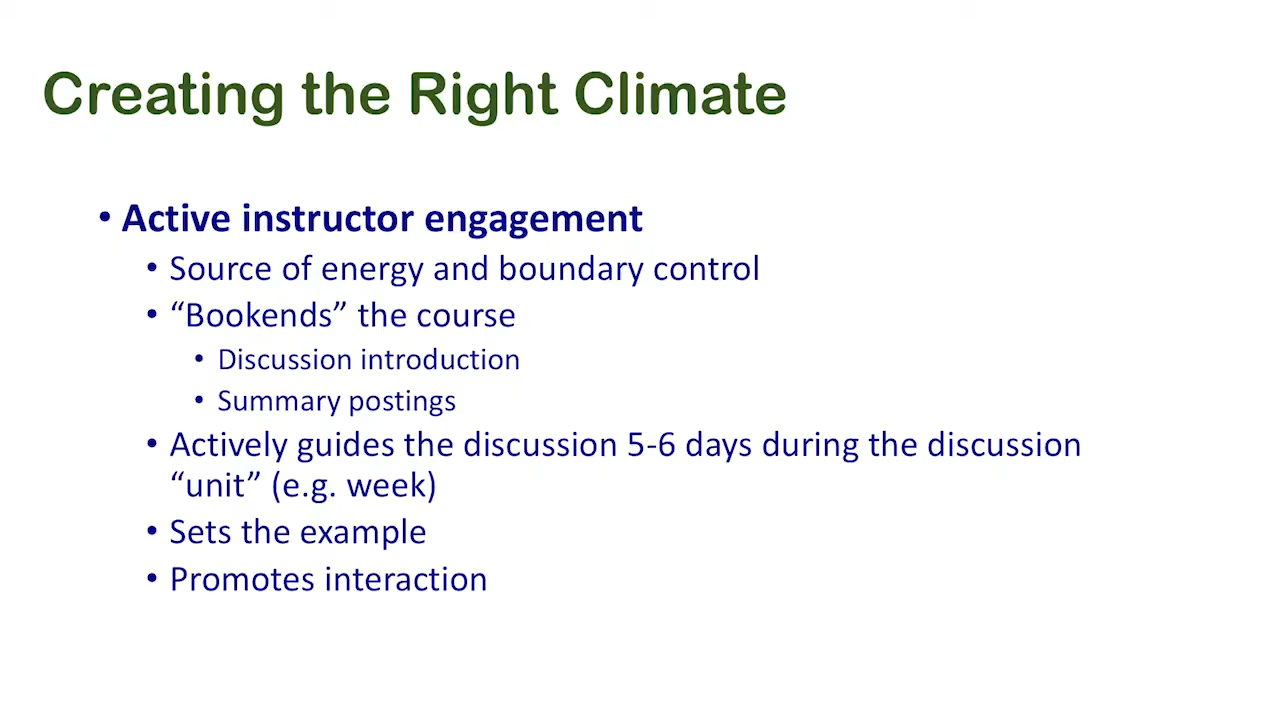 Creating the Right Climate
• Active instructor engagement
• Source of energy and boundary control
• “Bookends” the course
• Discussion introduction
• Summary postings
• Actively guides the discussion 5-6 days during the discussion
“unit” (e.g. week)
• Sets the example
• Promotes interaction